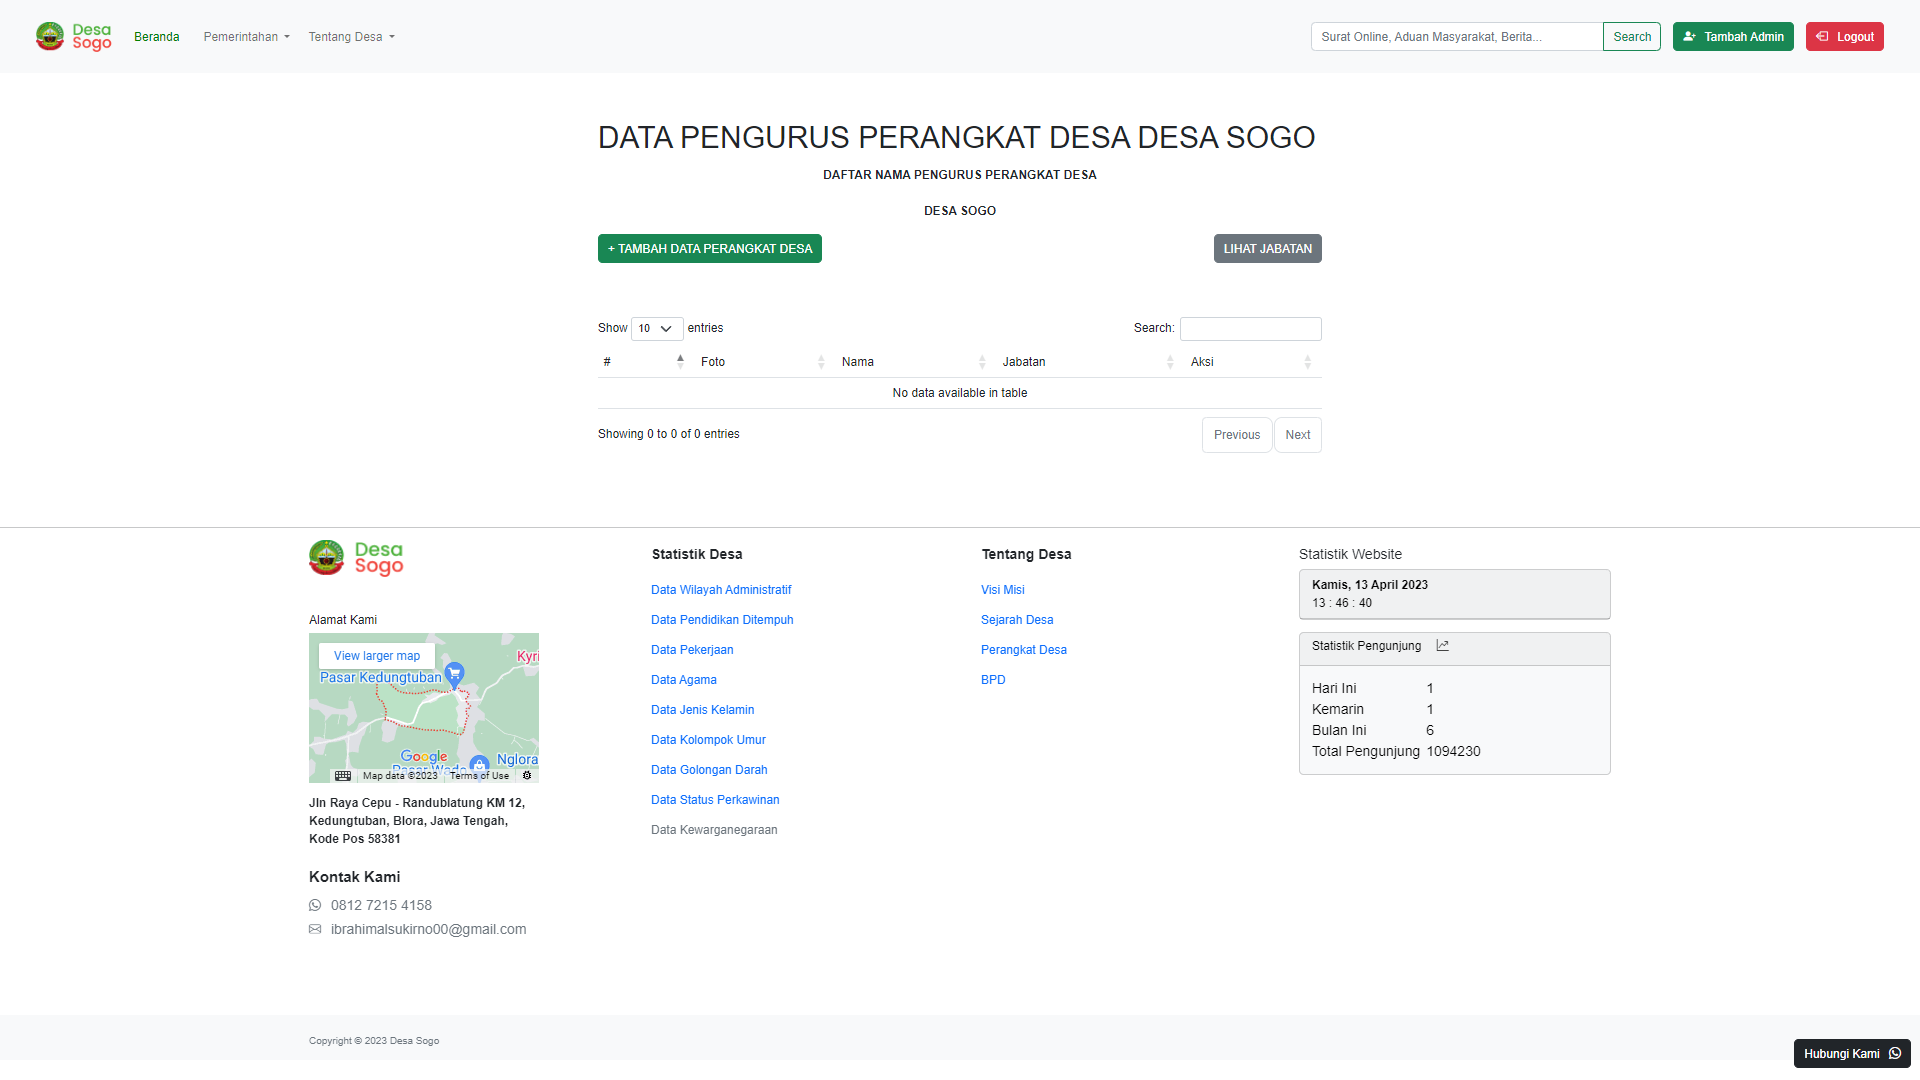 Desa
Sogo
Beranda
Pemerintahan
Tentang Desa
Surat Online, Aduan Masyarakat, Berita...
Search
Tambah Admin
Logout
DATA PENGURUS PERANGKAT DESA DESA SOGO
DAFTAR NAMA PENGURUS PERANGKAT DESA
DESA SOGO
+ TAMBAH DATA PERANGKAT DESA
LIHAT JABATAN
Show 10 entries
Search:
# Foto Nama Jabatan Aksi
No data available in table
Showing 0 to 0 of 0 entries
Previous
Next
Desa
Sogo
Alamat Kami
View larger map
Kyri
Pasar Kedungtuban
Google
Nglora
Pasar Wado
Map data ©2023
Terms of Use
Jln Raya Cepu - Randublatung KM 12,
Kedungtuban, Blora, Jawa Tengah,
Kode Pos 58381
Kontak Kami
0812 7215 4158
ibrahimalsukirno00@gmail.com
Statistik Desa
Data Wilayah Administratif
Data Pendidikan Ditempuh
Data Pekerjaan
Data Agama
Data Jenis Kelamin
Data Kolompok Umur
Data Golongan Darah
Data Status Perkawinan
Data Kewarganegaraan
Tentang Desa
Visi Misi
Sejarah Desa
Perangkat Desa
BPD
Statistik Website
Kamis, 13 April 2023
13 : 46 : 40
Statistik Pengunjung
Hari Ini 1
Kemarin 1
Bulan Ini 6
Total Pengunjung 1094230
Copyright © 2023 Desa Sogo
Hubungi Kami